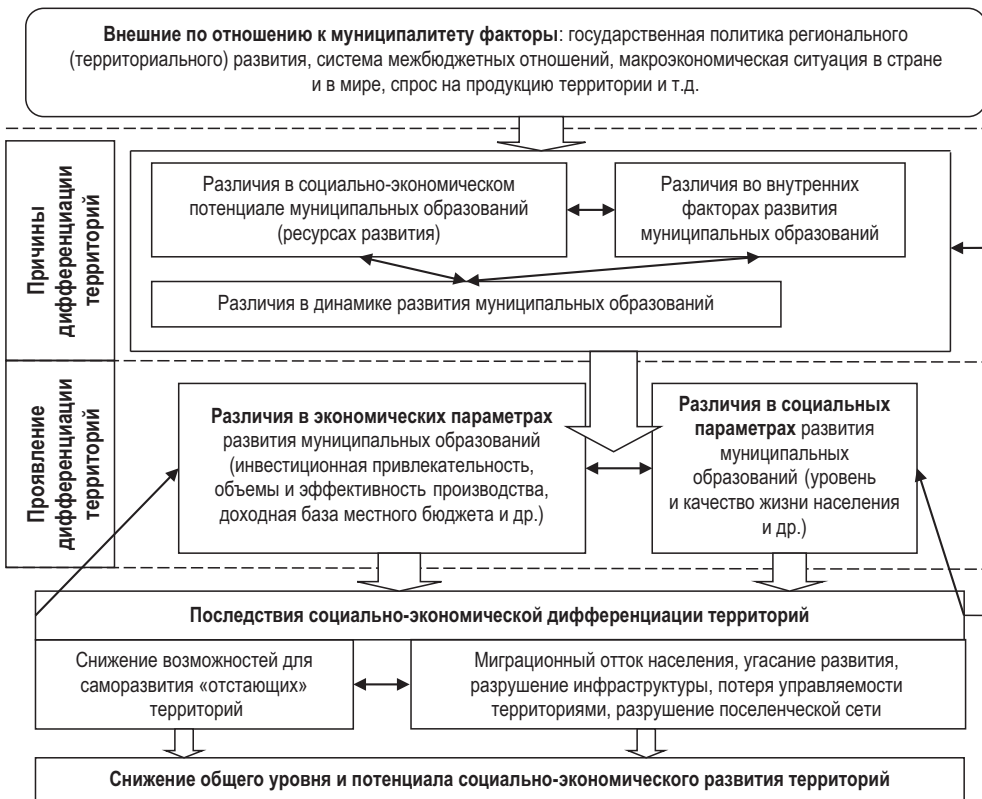 Внешние по отношению к муниципалитету факторы: государственная политика регионального
(территориального) развития, система межбюджетных отношений, макроэкономическая ситуация в стране
и в мире, спрос на продукцию территории и т.д.
Причины
дифференциации
территорий
Различия в социально-экономическом
потенциале муниципальных образований
(ресурсах развития)
Различия во внутренних
факторах развития
муниципальных образований
Различия в динамике развития муниципальных образований
Проявление
дифференциации
территорий
Различия в экономических параметрах
развития муниципальных образований
(инвестиционная привлекательность,
объемы и эффективность производства,
доходная база местного бюджета и др.)
Различия в социальных
параметрах развития
муниципальных
образований (уровень
и качество жизни населения
и др.)
Последствия социально-экономической дифференциации территорий
Снижение возможностей для
саморазвития «отстающих»
территорий
Миграционный отток населения, угасание развития,
разрушение инфраструктуры, потеря управляемости
территориями, разрушение поселенческой сети
Снижение общего уровня и потенциала социально-экономического развития территорий